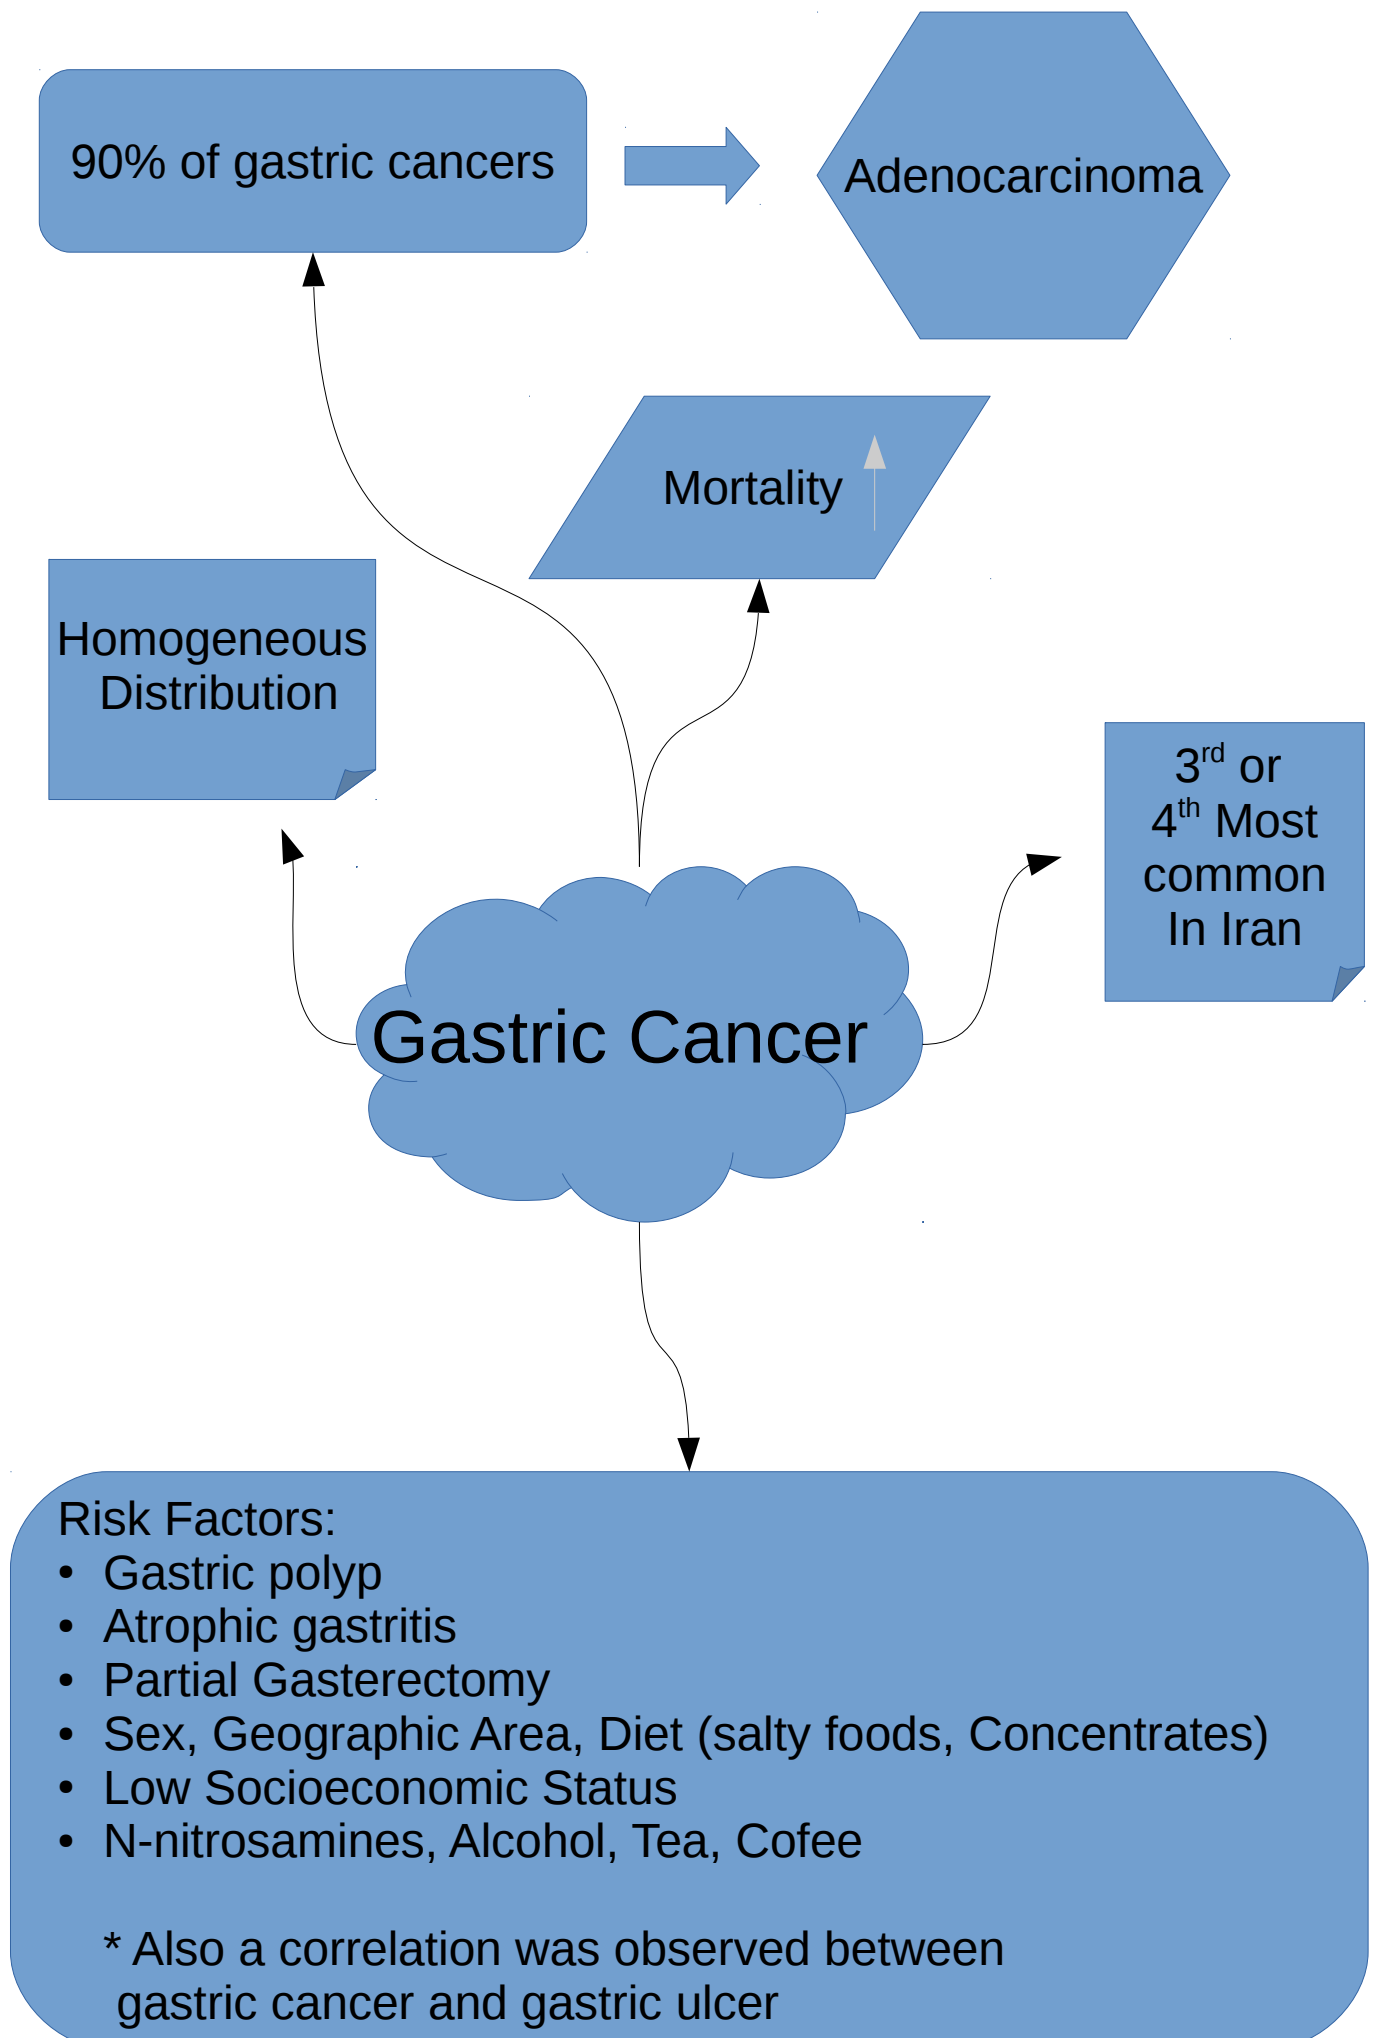 90% of gastric cancers
Adenocarcinoma
Mortality
Homogeneous
Distribution
3rd or
4th Most
common
In Iran
Gastric Cancer
Risk Factors:
• Gastric polyp
• Atrophic gastritis
• Partial Gasterectomy
• Sex, Geographic Area, Diet (salty foods, Concentrates)
• Low Socioeconomic Status
• N-nitrosamines, Alcohol, Tea, Cofee
* Also a correlation was observed between
gastric cancer and gastric ulcer